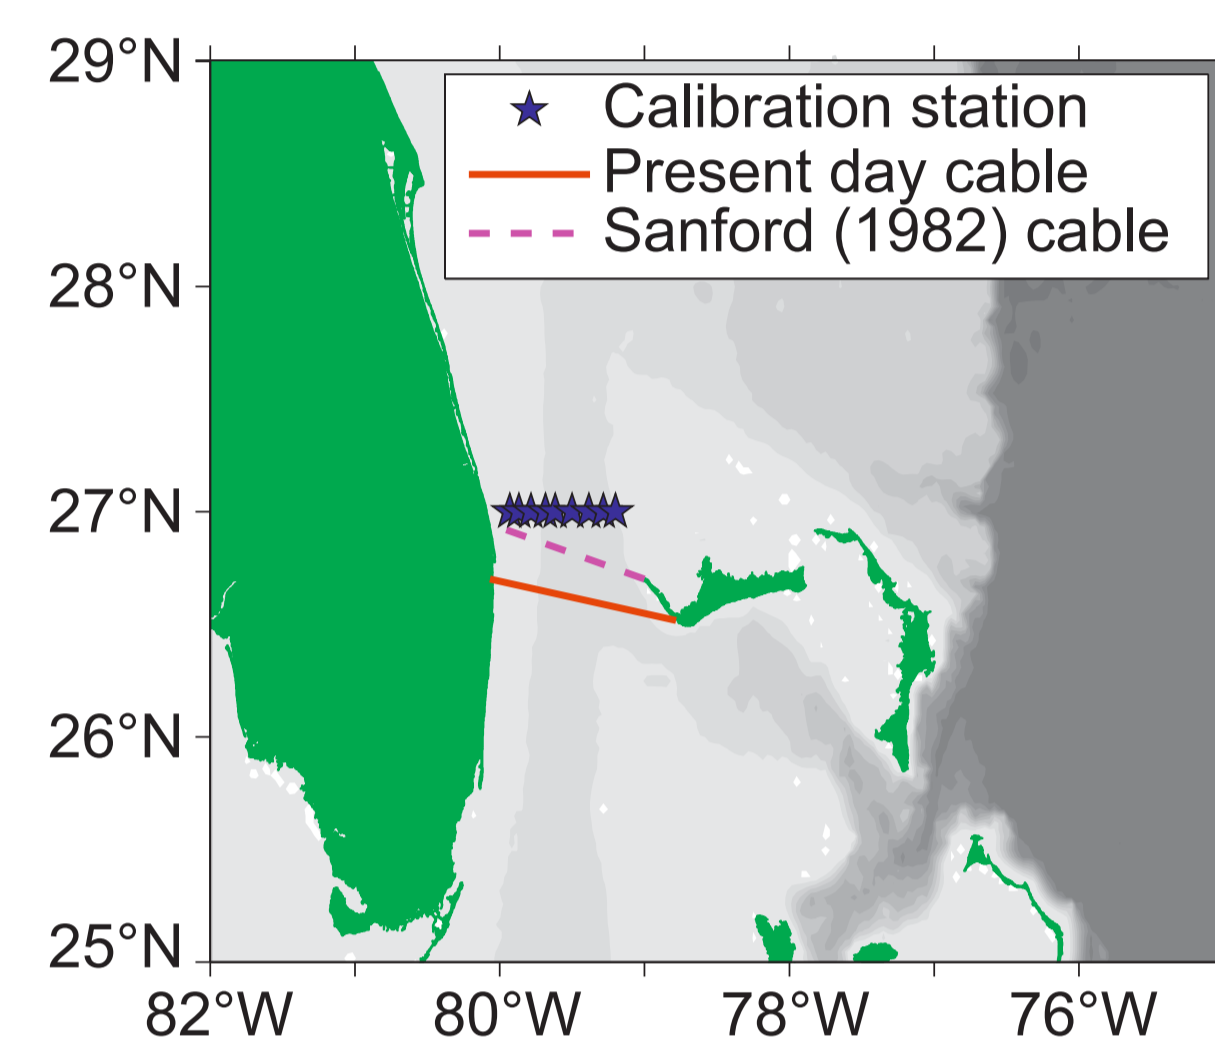 29°N
Calibration station
Present day cable
Sanford (1982) cable
28°N
27°N
26°N
25°N
82°W 80°W 78°W 76°W